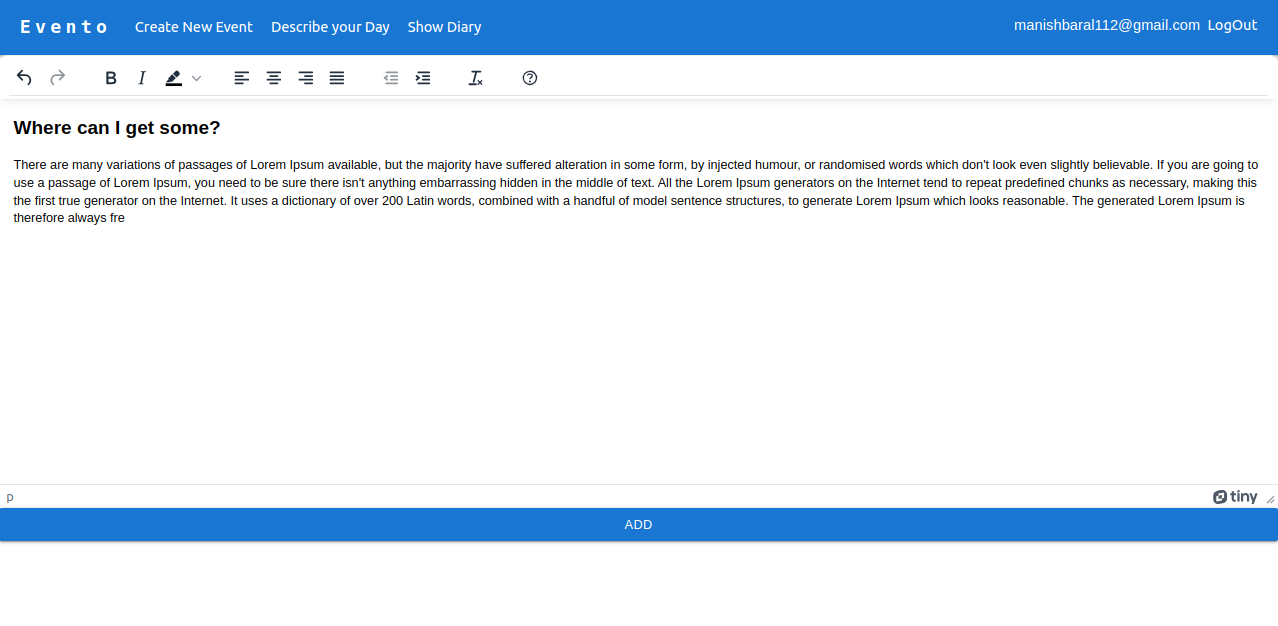 Evento Create New Event Describe your Day Show Diary manishbaral112@gmail.com LogOut
Where can I get some?
There are many variations of passages of Lorem Ipsum available, but the majority have suffered alteration in some form, by injected humour, or randomised words which don't look even slightly believable. If you are going to
use a passage of Lorem Ipsum, you need to be sure there isn't anything embarrassing hidden in the middle of text. All the Lorem Ipsum generators on the Internet tend to repeat predefined chunks as necessary, making this
the first true generator on the Internet. It uses a dictionary of over 200 Latin words, combined with a handful of model sentence structures, to generate Lorem Ipsum which looks reasonable. The generated Lorem Ipsum is
therefore always fre
p tiny
ADD